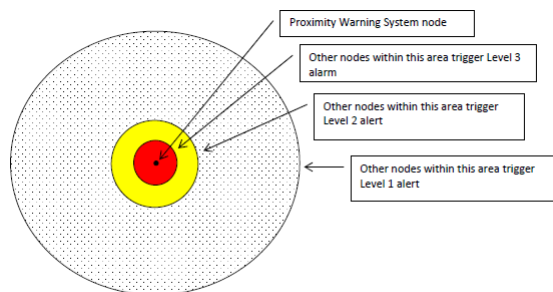 Proximity Warning System node
Other nodes within this area trigger Level 3
alarm
Other nodes within this area trigger
Level 2 alert
Other nodes within this area trigger
Level 1 alert